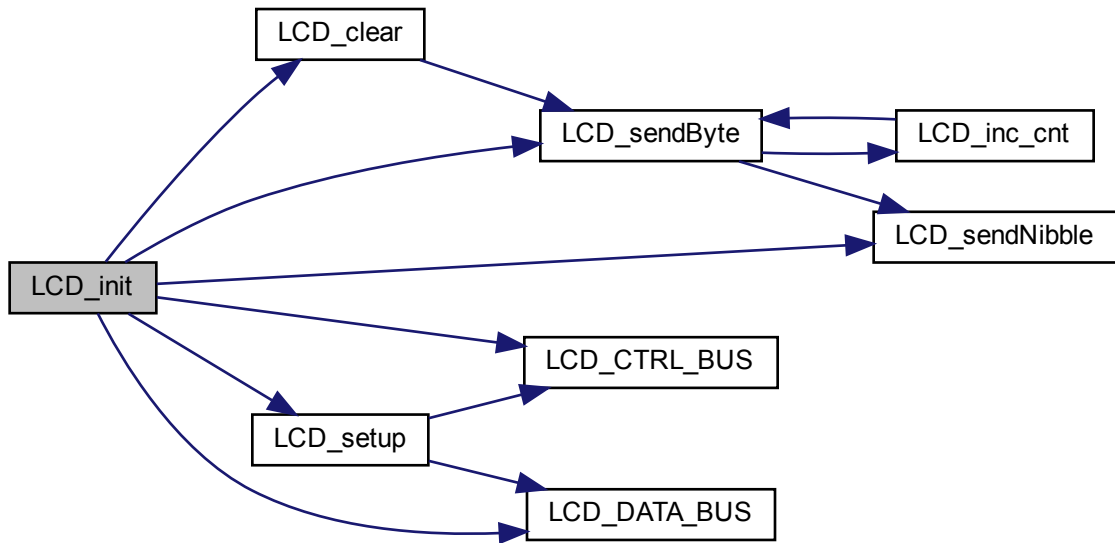 LCD_clear
LCD_sendByte
LCD_inc_cnt
LCD_sendNibble
LCD_init
LCD_CTRL_BUS
LCD_setup
LCD_DATA_BUS